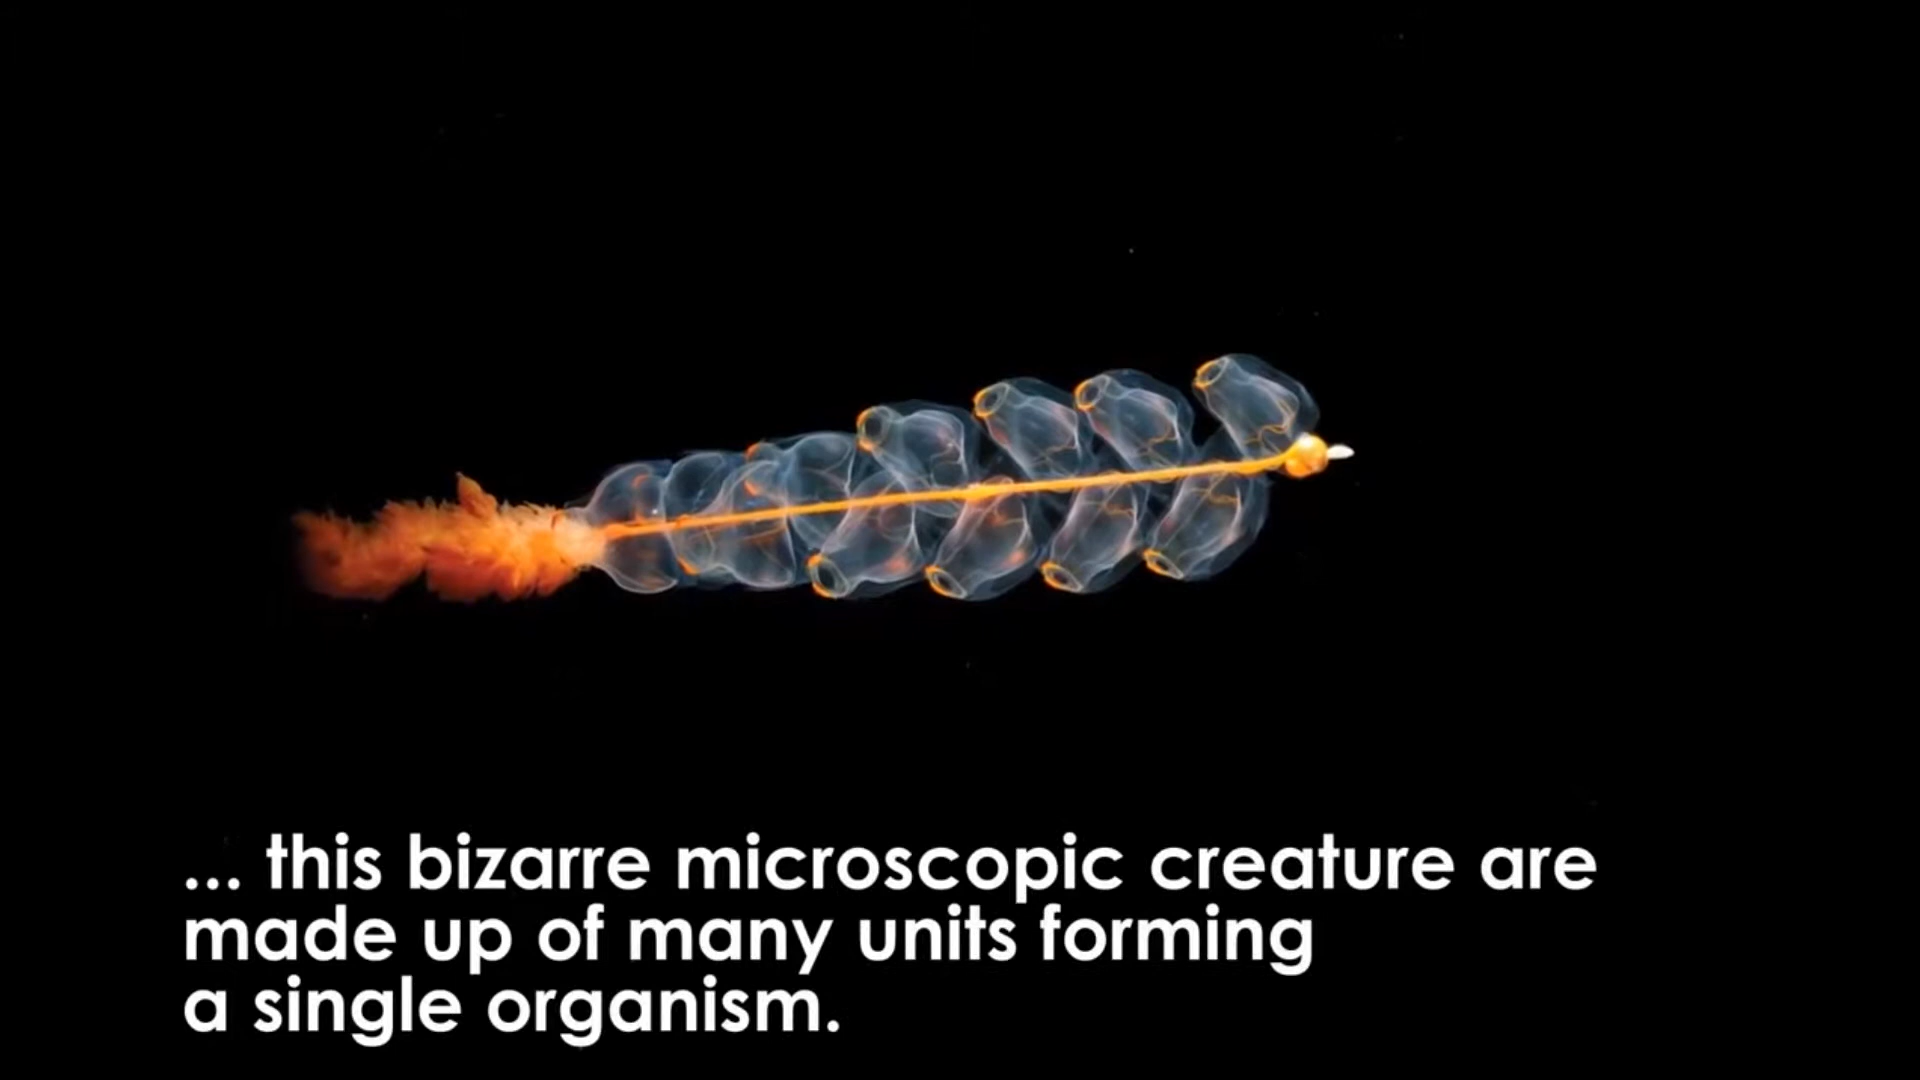 ... this bizarre microscopic creature are
made up of many units forming
a single organism.